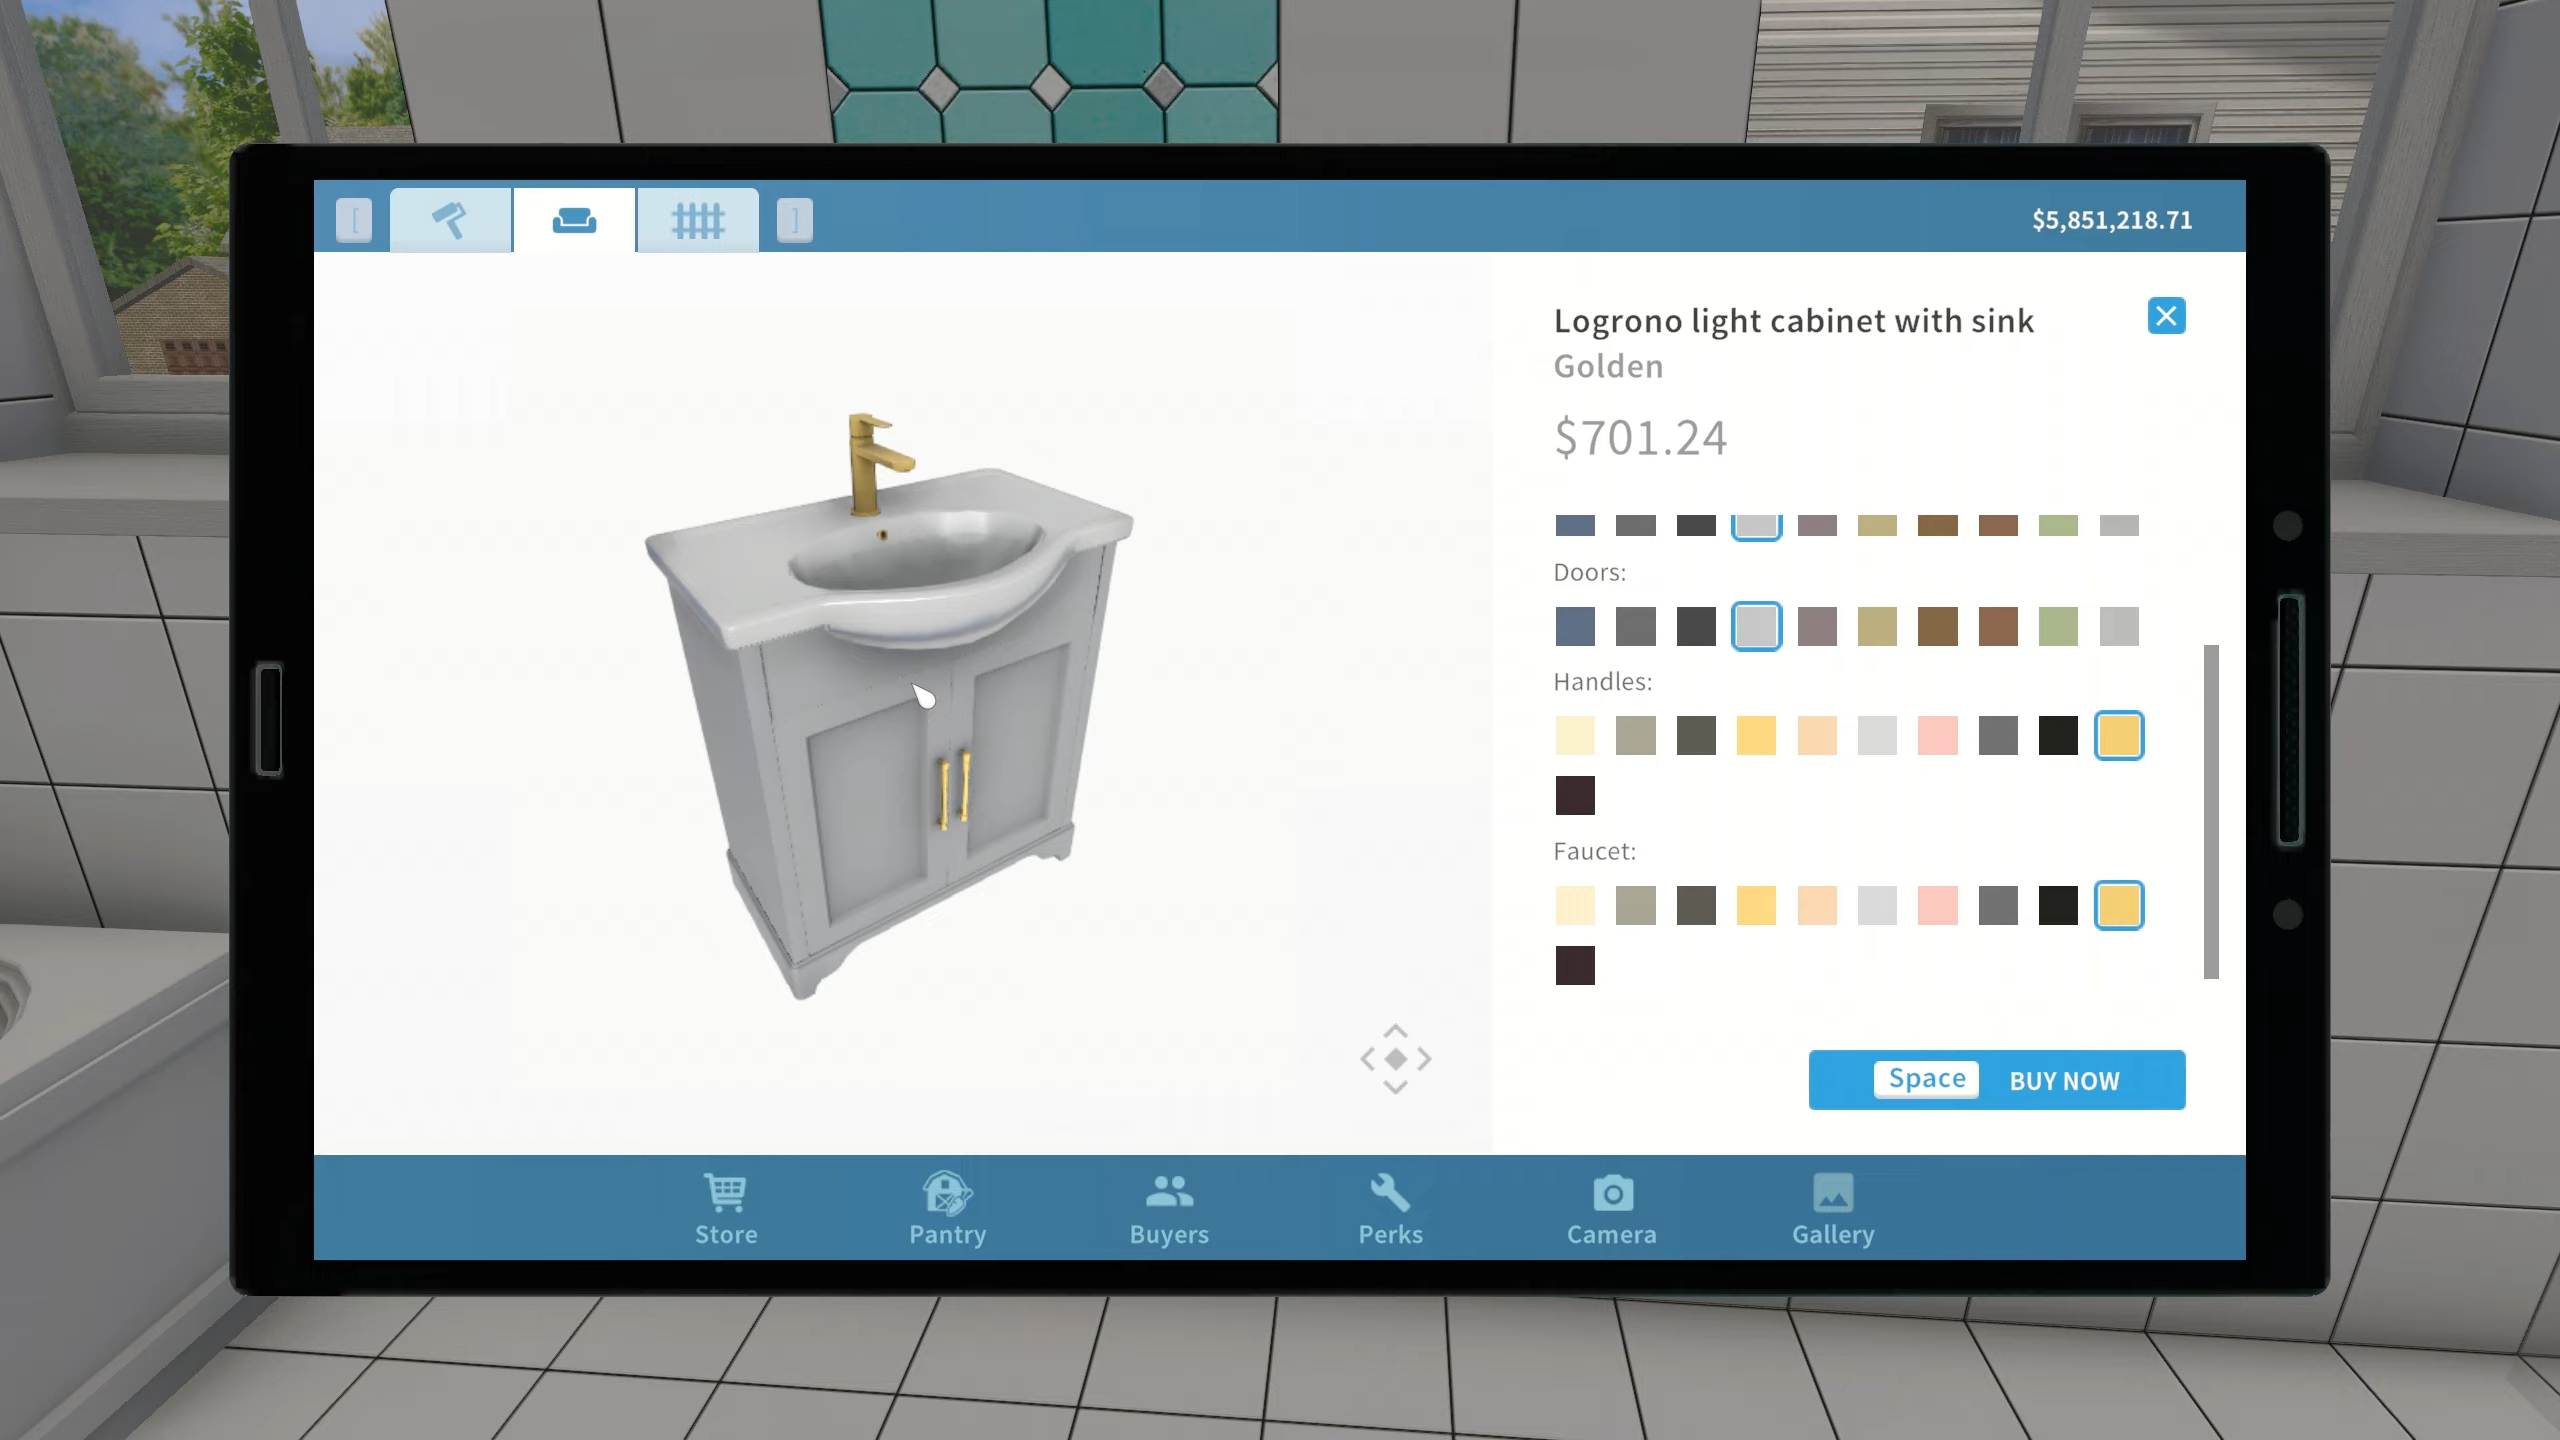 [
]
$5,851,218.71
Logrono light cabinet with sink
Golden
$701.24
Doors:
Handles:
Faucet:
Space BUY NOW
Store Pantry Buyers Perks Camera Gallery